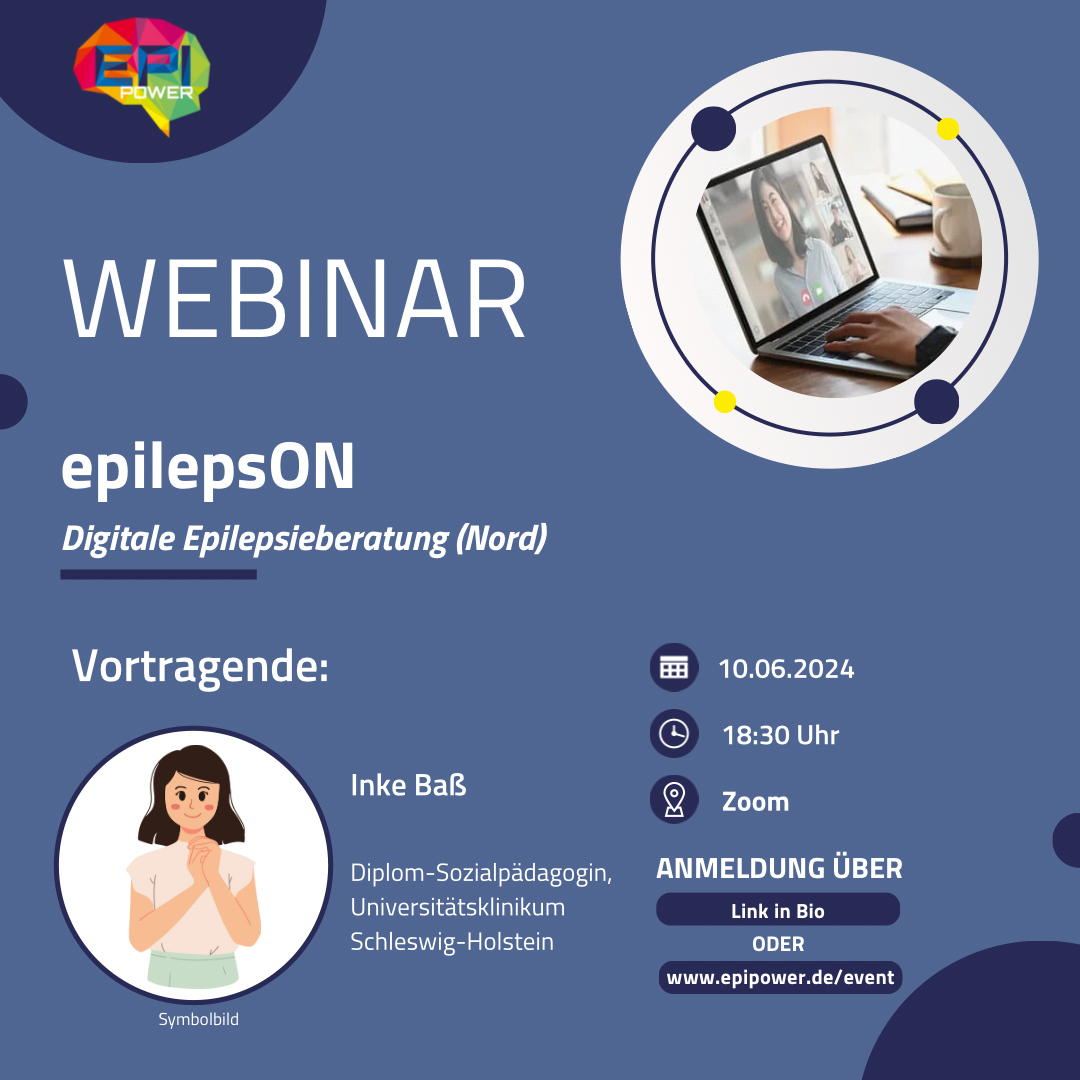 EPI
POWER
WEBINAR
epilepsON
Digitale Epilepsieberatung (Nord)
Vortragende:
Inke Baß
Diplom-Sozialpädagogin,
Universitätsklinikum
Schleswig-Holstein
Symbolbild
10.06.2024
18:30 Uhr
Zoom
ANMELDUNG ÜBER
Link in Bio
ODER
www.epipower.de/event